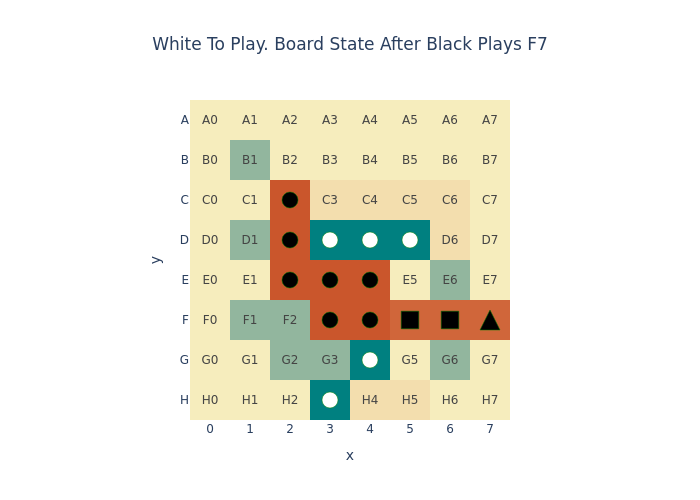 White To Play. Board State After Black Plays F7
A A0 A1 A2 A3 A4 A5 A6 A7
B B0 B1 B2 B3 B4 B5 B6 B7
C C0 C1 C3 C4 C5 C6 C7
D D0 D1 D6 D7
E E0 E1 E5 E6 E7
F F0 F1 F2
G G0 G1 G2 G3 G5 G6 G7
H H0 H1 H2 H4 H5 H6 H7
0 1 2 3 4 5 6 7
x
y